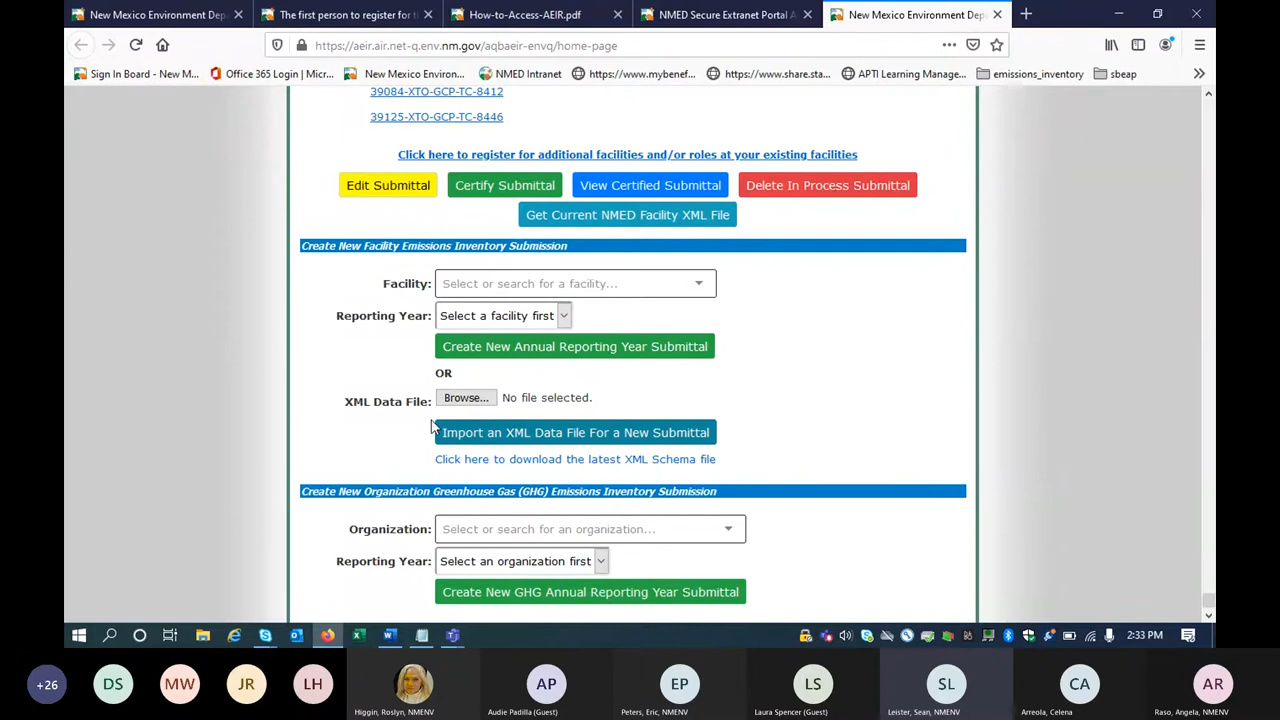 New Mexico Environment Dep
The first person to register for t
How-to-Access-AEIR.pdf
NMED Secure Extranet Portal A
New Mexico Environment Dep
https://aeir.air.net-q.env.nm.gov/aqbaeir-envq/home-page
Sign In Board - New M...
Office 365 Login | Micr...
New Mexico Environ...
NMED Intranet
https://www.mybenef...
https://www.share.sta...
APTI Learning Manage...
emissions_inventory
sbeap
39084-XTO-GCP-TC-8412
39125-XTO-GCP-TC-8446
Click here to register for additional facilities and/or roles at your existing facilities
Edit Submittal
Certify Submittal
View Certified Submittal
Delete In Process Submittal
Get Current NMED Facility XML File
Create New Facility Emissions Inventory Submission
Facility: Select or search for a facility...
Reporting Year: Select a facility first
Create New Annual Reporting Year Submittal
OR
XML Data File: Browse... No file selected.
Import an XML Data File For a New Submittal
Click here to download the latest XML Schema file
Create New Organization Greenhouse Gas (GHG) Emissions Inventory Submission
Organization: Select or search for an organization...
Reporting Year: Select an organization first
Create New GHG Annual Reporting Year Submittal
2:33 PM
+26
DS
MW
JR
LH
AP
EP
LS
SL
CA
AR
Higgin, Roslyn, NMENV
Audie Padilla (Guest)
Peters, Eric, NMENV
Laura Spencer (Guest)
Leister, Sean, NMENV
Arreola, Celena
Raso, Angela, NMENV